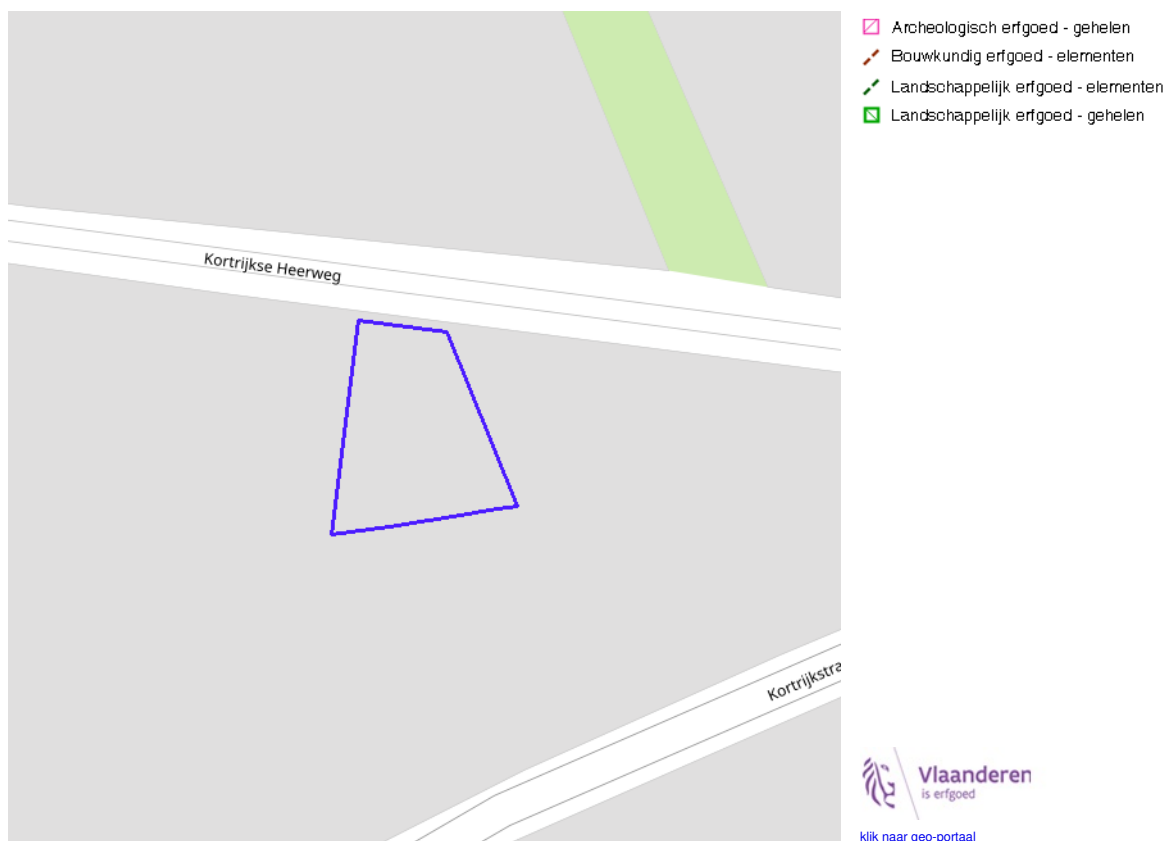 Archeologisch erfgoed - gehelen
Bouwkundig erfgoed - elementen
Landschappelijk erfgoed - elementen
Landschappelijk erfgoed - gehelen
Kortrijkse Heerweg
Kortrijkstra
Vlaanderen
is erfgoed
klik naar geo-portaal